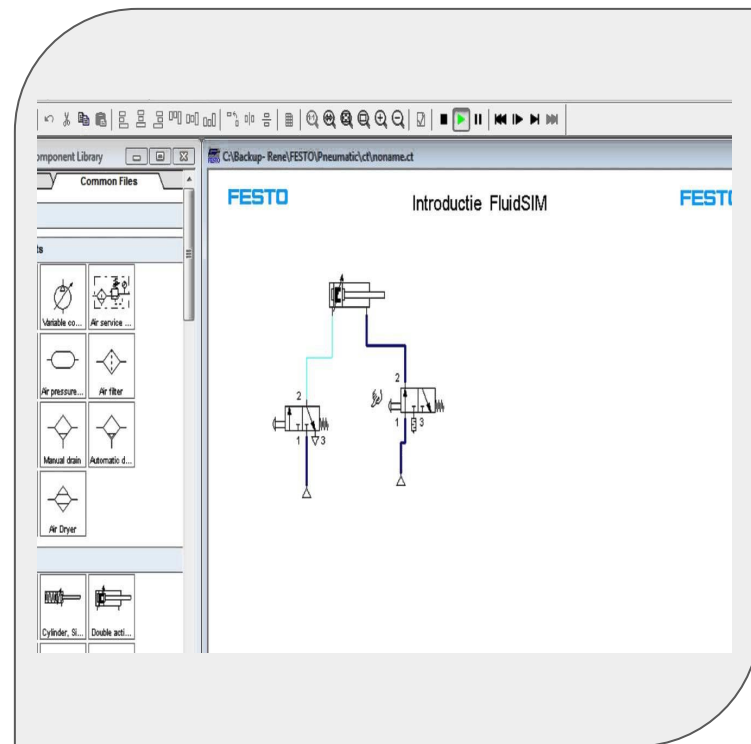 omponent Library
C:\Backup- Rene\FESTO\Pneumatic\ct\noname.ct
Common Files
FESTO
Introductie FluidSIM
FESTO
ts
Variable co...
Air service ...
Air pressure...
Air filter
Manual drain
Automatic d...
Air Dryer
Cylinder, Si...
Double acti...
2
1 3
2
1 3